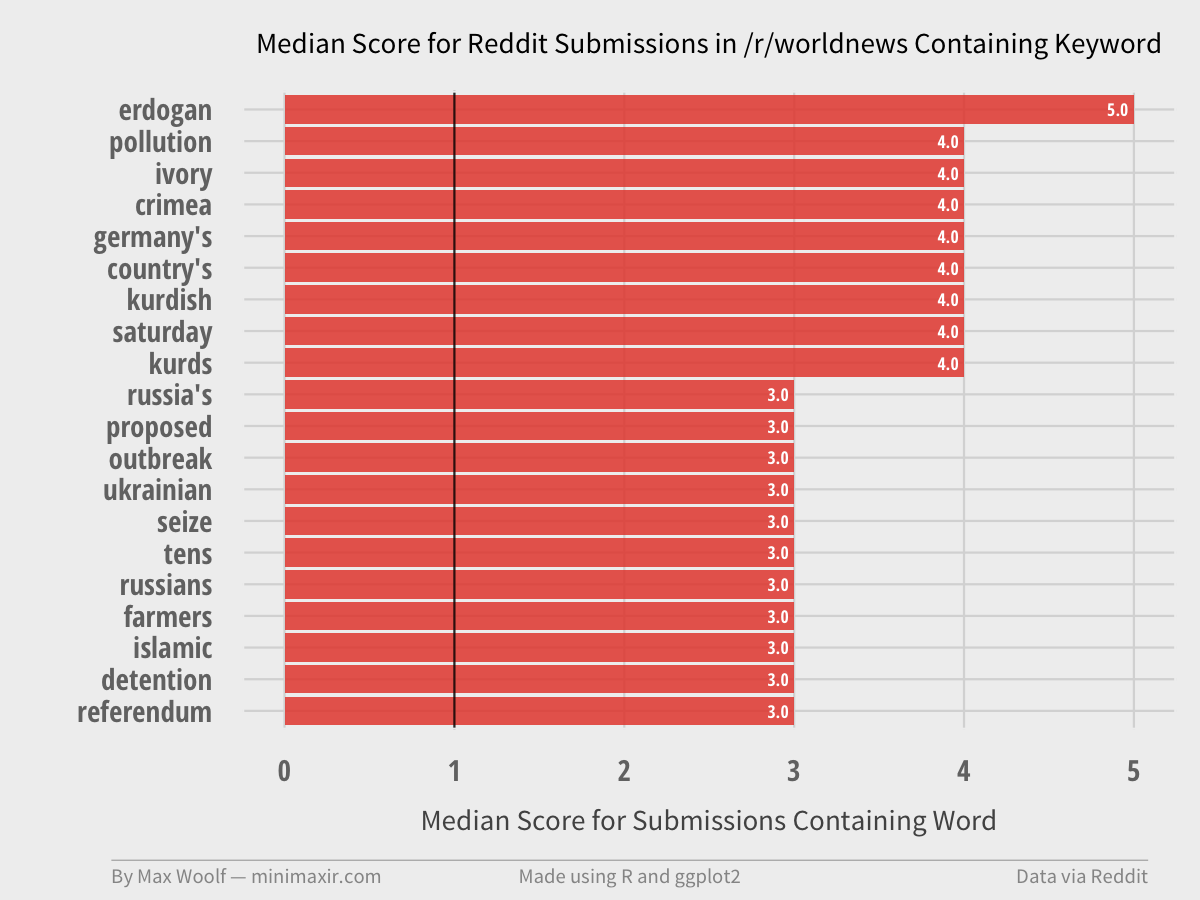 Median Score for Reddit Submissions in /r/worldnews Containing Keyword
erdogan 5.0
pollution 4.0
ivory 4.0
crimea 4.0
germany's 4.0
country's 4.0
kurdish 4.0
saturday 4.0
kurds 4.0
russia's 3.0
proposed 3.0
outbreak 3.0
ukrainian 3.0
seize 3.0
tens 3.0
russians 3.0
farmers 3.0
islamic 3.0
detention 3.0
referendum 3.0
0 1 2 3 4 5
Median Score for Submissions Containing Word
By Max Woolf — minimaxir.com Made using R and ggplot2 Data via Reddit